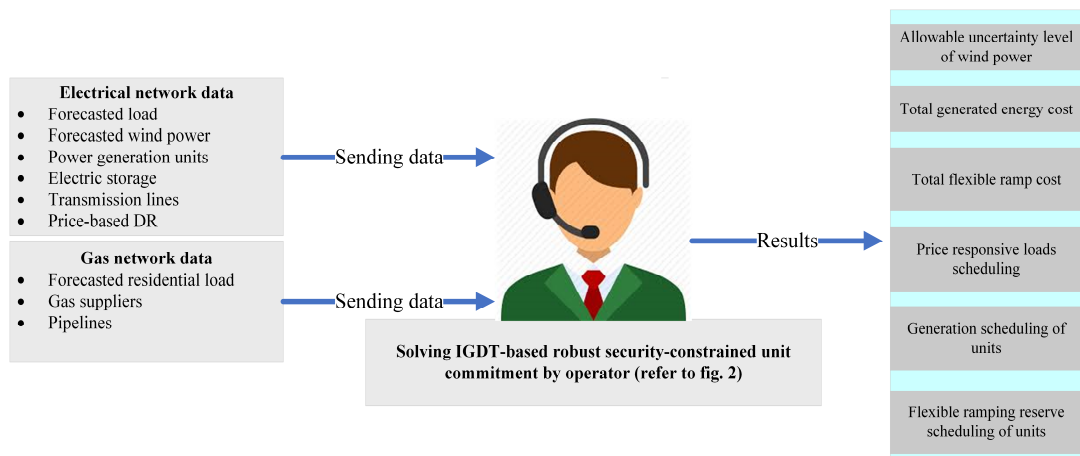 Electrical network data
• Forecasted load
• Forecasted wind power
• Power generation units
• Electric storage
• Transmission lines
• Price-based DR
Gas network data
• Forecasted residential load
• Gas suppliers
• Pipelines
Sending data
Sending data
Solving IGDT-based robust security-constrained unit
commitment by operator (refer to fig. 2)
Results
Allowable uncertainty level
of wind power
Total generated energy cost
Total flexible ramp cost
Price responsive loads
scheduling
Generation scheduling of
units
Flexible ramping reserve
scheduling of units